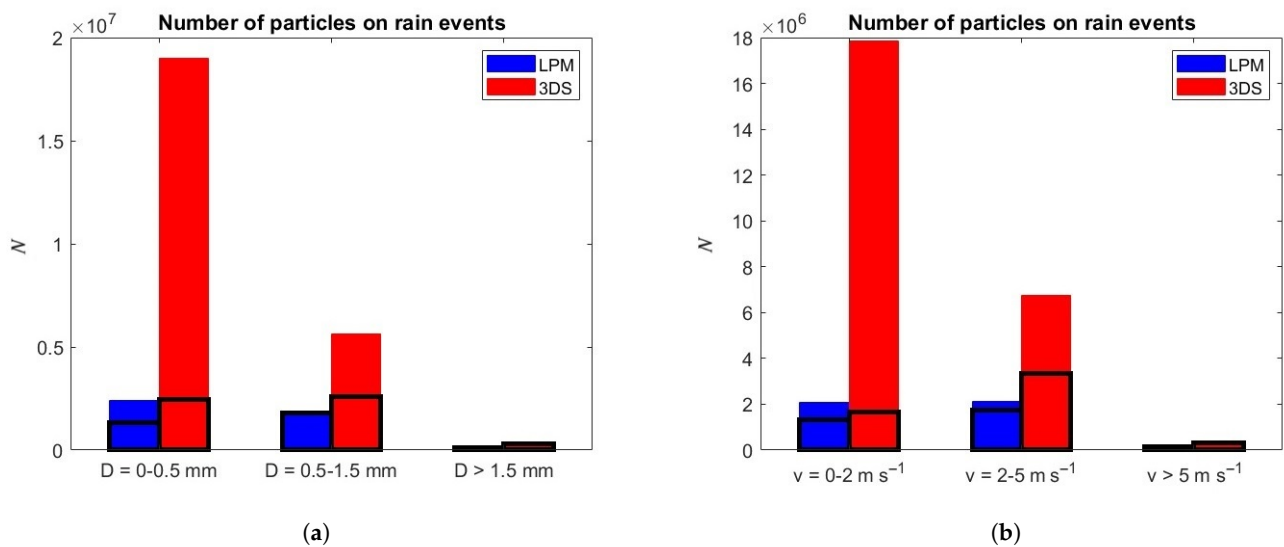 Number of particles on rain events
×10⁷
2
1.5
1
0.5
0
N
LPM
3DS
D = 0-0.5 mm
D = 0.5-1.5 mm
D > 1.5 mm
(a)
Number of particles on rain events
×10⁶
18
16
14
12
10
8
6
4
2
0
N
LPM
3DS
v = 0-2 m s⁻¹
v = 2-5 m s⁻¹
v > 5 m s⁻¹
(b)